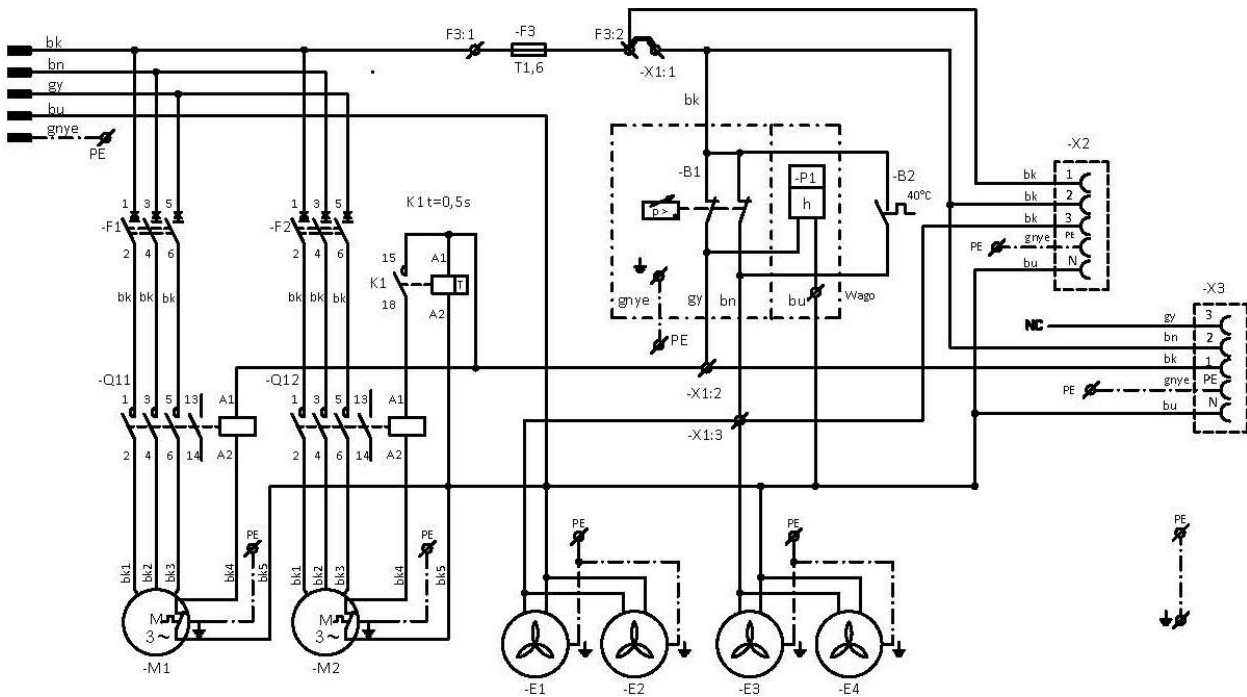 bk
bn
gy
bu
gnye
PE
F3:1
-F3
T1,6
F3:2
-X1:1
bk
-X2
1
bk
2
bk
3
bk
PE
gnye
PE
N
bu
-B1
p>
-P1
h
-B2
40°C
gnye
PE
gy
bn
bu
Wago
-X3
NC
gy
3
bn
2
bk
1
PE
gnye
PE
bu
N
1 3 5
-F1
2 4 6
bk bk bk
1 3 5
-F2
2 4 6
bk bk bk
K1 t=0,5s
15
K1
18
A1
T
A2
-X1:2
-X1:3
-Q11
1 3 5 13 A1
2 4 6 14 A2
-Q12
1 3 5 13 A1
2 4 6 14 A2
bk1 bk2 bk3 bk4 PE bk5
M
3~
-M1
bk1 bk2 bk3 bk4 PE bk5
M
3~
-M2
PE
-E1
-E2
PE
-E3
-E4
PE